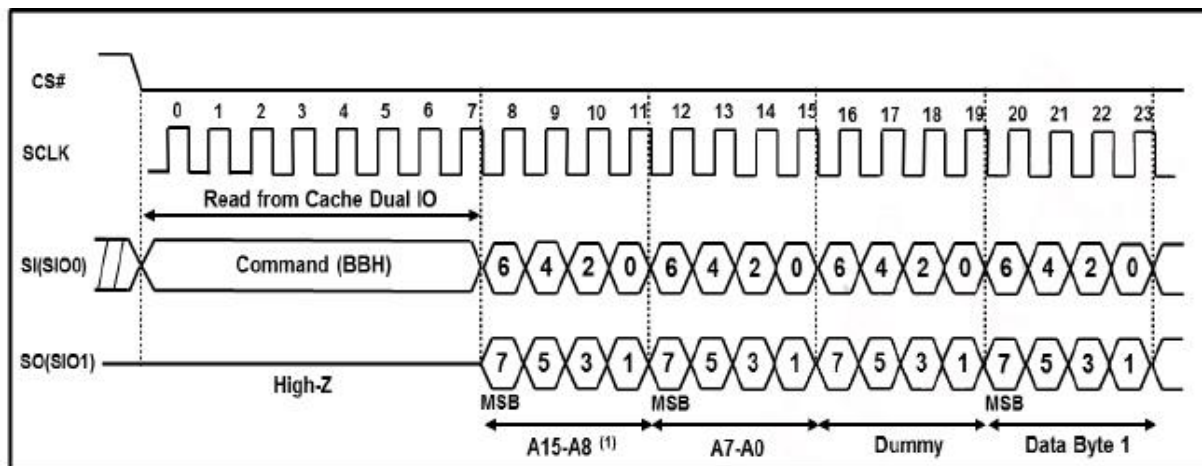 CS#
0 1 2 3 4 5 6 7 8 9 10 11 12 13 14 15 16 17 18 19 20 21 22 23
SCLK
Read from Cache Dual IO
SI(SIO0) Command (BBH) 6 4 2 0 6 4 2 0 6 4 2 0 6 4 2 0
SO(SIO1) 7 5 3 1 7 5 3 1 7 5 3 1 7 5 3 1
High-Z
MSB MSB MSB
A15-A8 (1) A7-A0 Dummy Data Byte 1